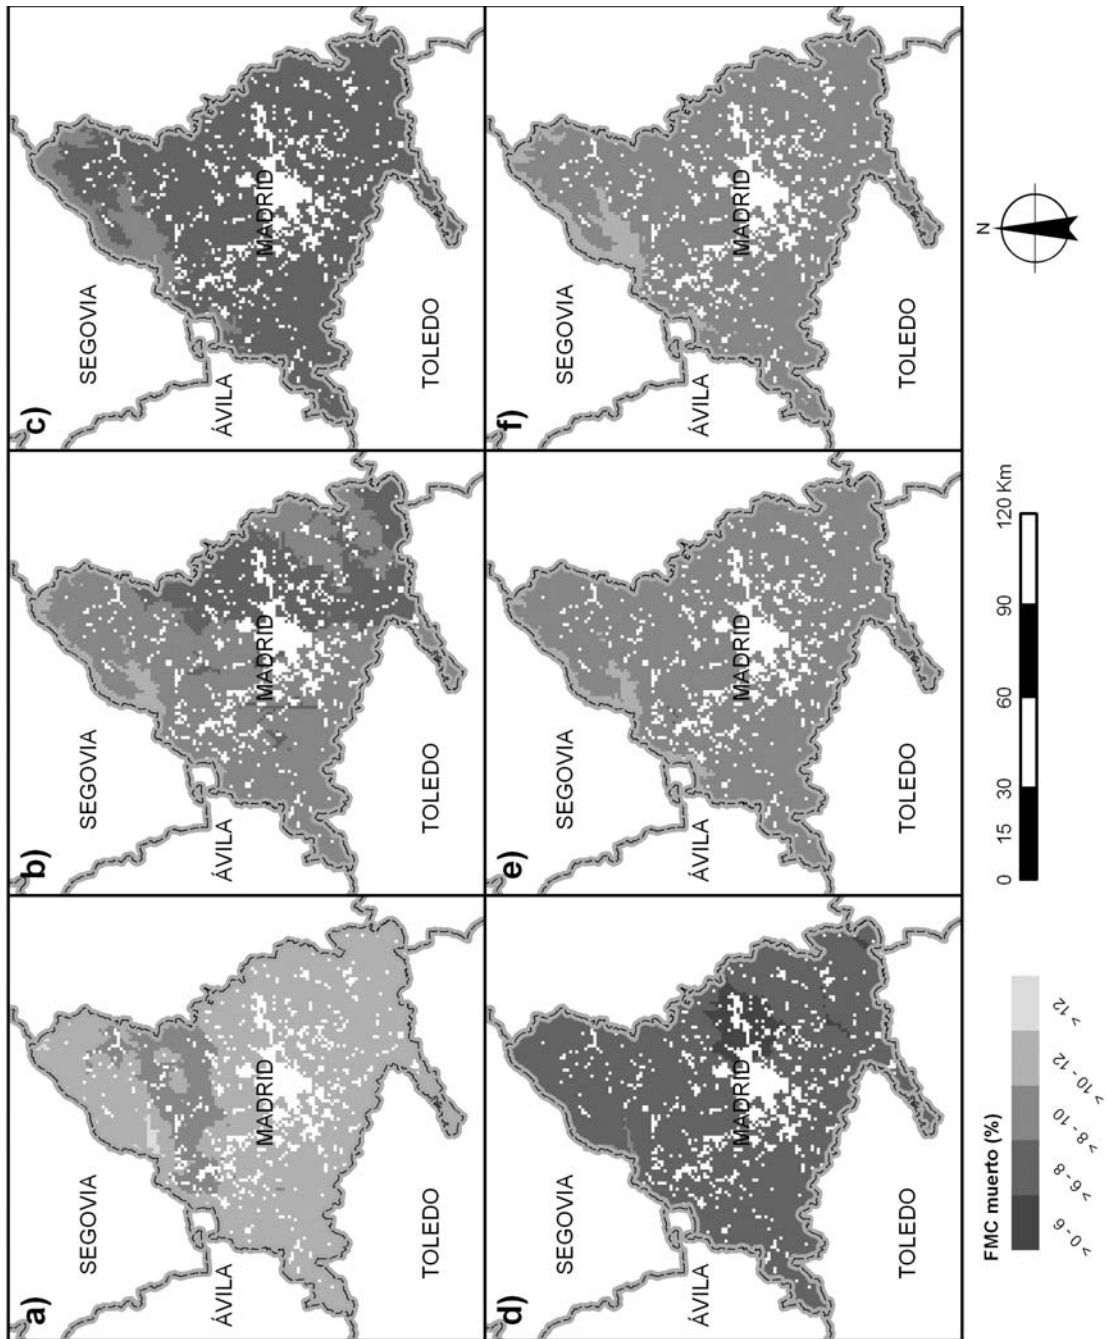 a)
SEGOVIA
ÁVILA
MADRID
TOLEDO
b)
SEGOVIA
ÁVILA
MADRID
TOLEDO
c)
SEGOVIA
ÁVILA
MADRID
TOLEDO
d)
SEGOVIA
ÁVILA
MADRID
TOLEDO
e)
SEGOVIA
ÁVILA
MADRID
TOLEDO
f)
SEGOVIA
ÁVILA
MADRID
TOLEDO
FMC muerto (%)
>0 - 6
>6 - 8
>8 - 10
>10 - 12
>12
0 15 30 60 90 120 Km
N